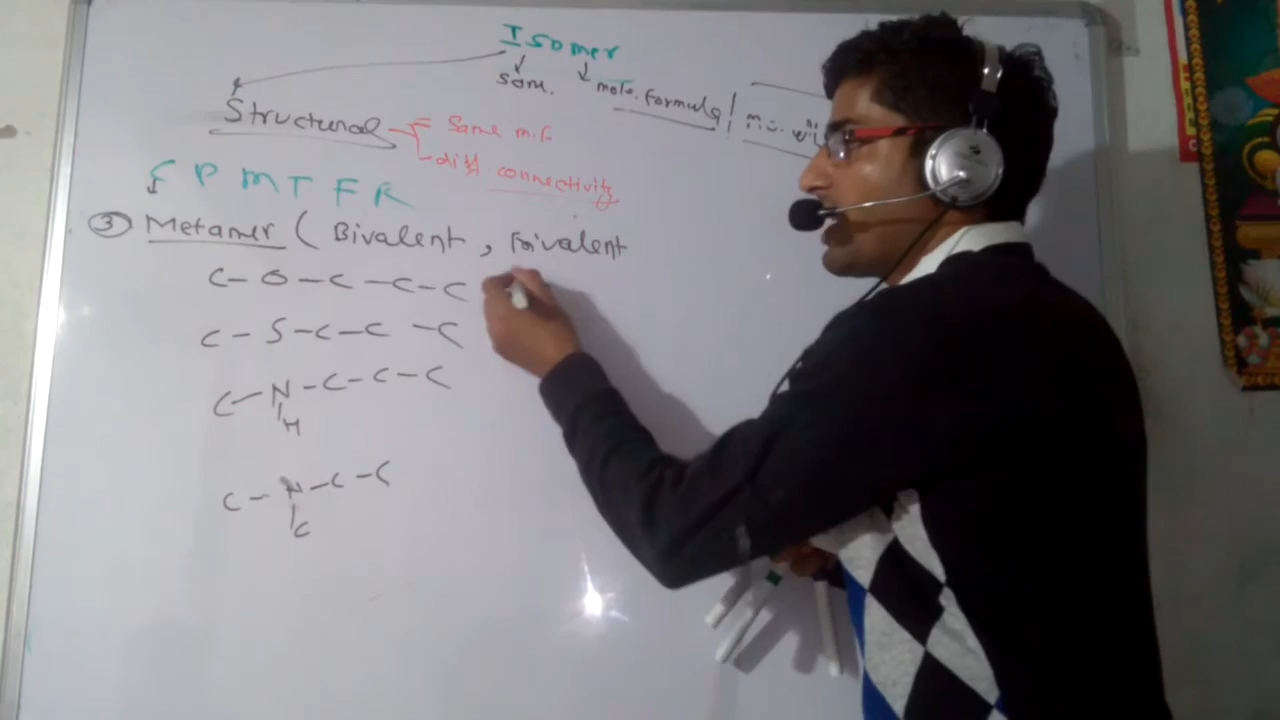 Isomer
Same. mole. formula | m.w.
Structural = Same m.f
diff connectivity
F P M T F R
③ Metamer ( Bivalent, Trivalent
C - O - C - C - C
C - S - C - C - C
C - N - C - C - C
H
C - N - C - C
C